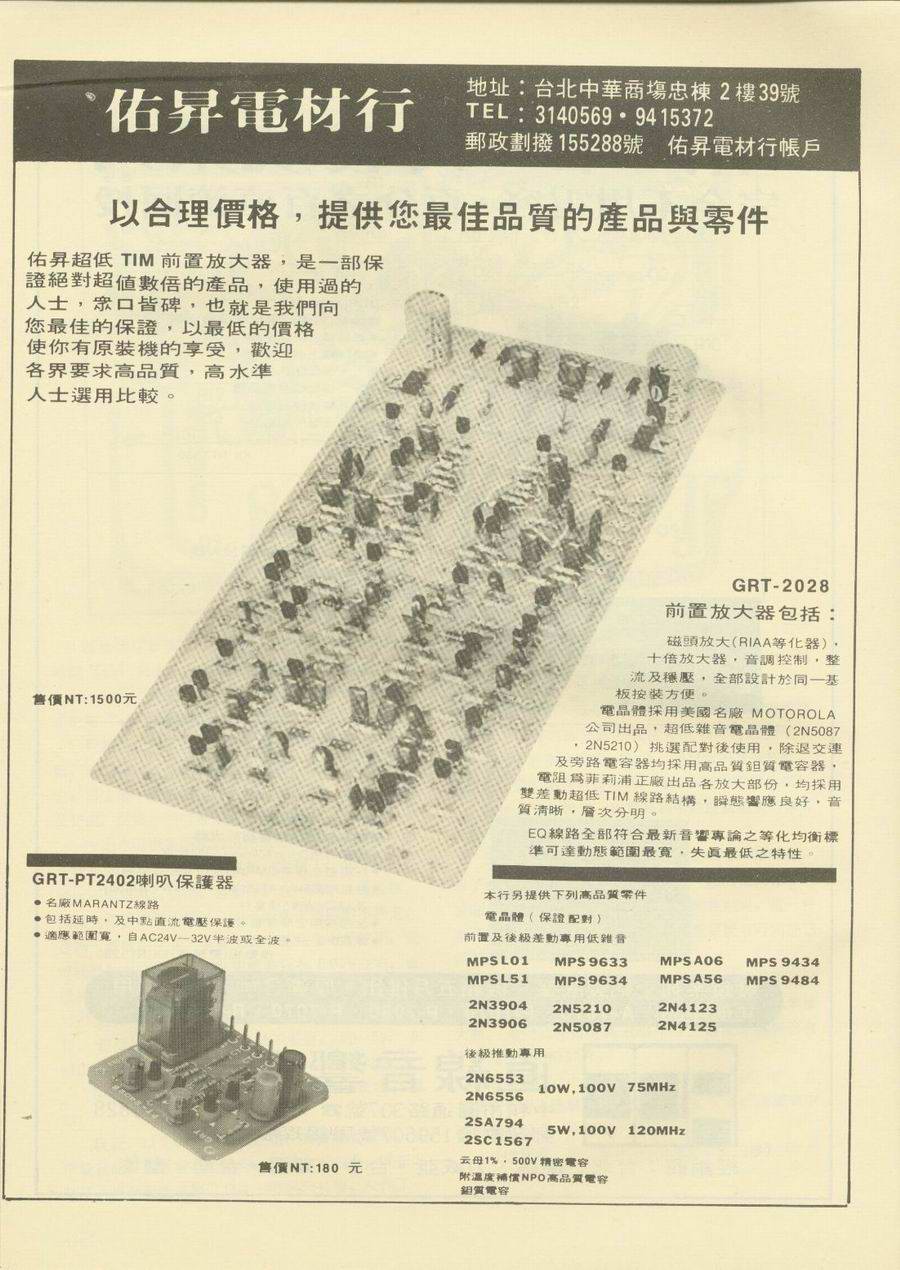 佑昇電材行
地址：台北中華商塲忠棟 2 樓39號
TEL：3140569・9415372
郵政劃撥155288號 佑昇電材行帳戶
以合理價格，提供您最佳品質的產品與零件
佑昇超低 TIM 前置放大器，是一部保
證絕對超值數倍的產品，使用過的
人士，眾口皆碑，也就是我們向
您最佳的保證，以最低的價格
使你有原裝機的享受，歡迎
各界要求高品質，高水準
人士選用比較。
售價NT:1500元
GRT-2028
前置放大器包括：
磁頭放大(RIAA等化器)，
十倍放大器，音調控制，整
流及穩壓，全部設計於同一基
板按裝方便。
電晶體採用美國名廠 MOTOROLA
公司出品，超低雜音電晶體（2N5087
，2N5210）挑選配對後使用，除退交連
及旁路電容器均採用高品質鉭質電容器，
電阻爲菲莉浦正廠出品各放大部份，均採用
雙差動超低 TIM 線路結構，瞬態響應良好，音
質清晰，層次分明。
EQ線路全部符合最新音響專論之等化均衡標
準可達動態範圍最寬，失眞最低之特性。
GRT-PT2402喇叭保護器
●名廠MARANTZ線路
●包括延時，及中點直流電壓保護。
●適應範圍寬，自AC24V—32V半波或全波。
售價NT:180 元
本行另提供下列高品質零件
電晶體（保證配對）
前置及後級差動專用低雜音
MPSL01 MPS9633 MPSA06 MPS9434
MPSL51 MPS9634 MPSA56 MPS9484
2N3904 2N5210 2N4123
2N3906 2N5087 2N4125
後級推動專用
2N6553
2N6556 10W,100V 75MHz
2SA794
2SC1567 5W,100V 120MHz
云母1%，500V精密電容
附溫度補償NPO高品質電容
鉭質電容